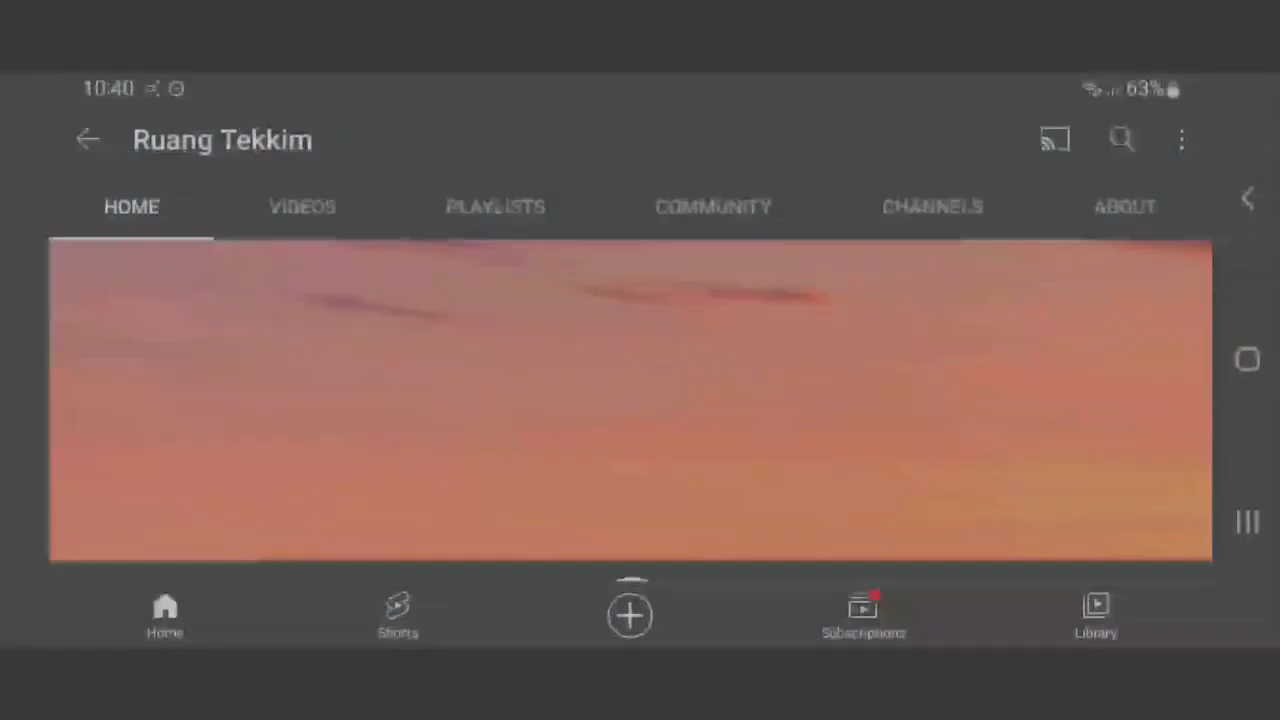 10:40 63%
Ruang Tekkim
HOME VIDEOS PLAYLISTS COMMUNITY CHANNELS ABOUT
Home Shorts Subscriptions Library